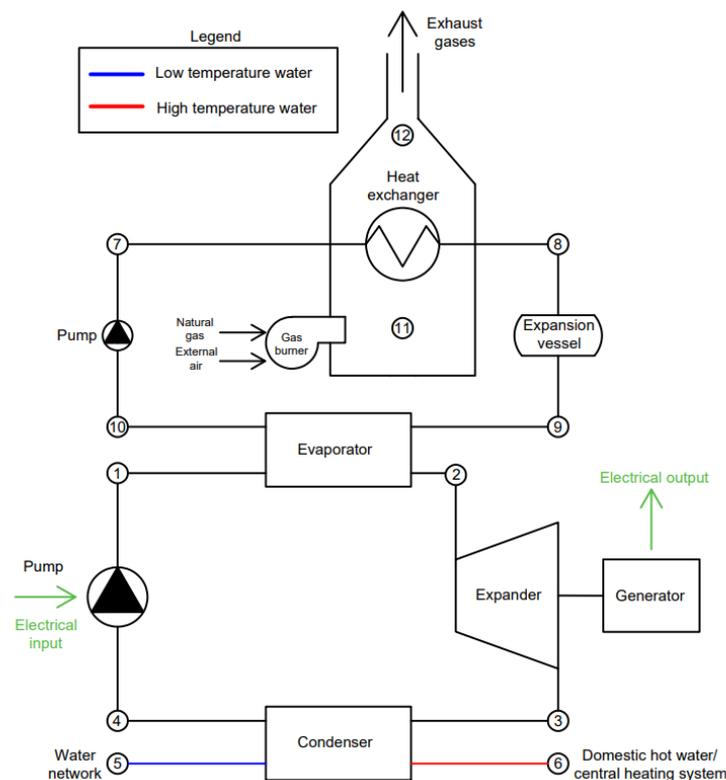 Exhaust
gases
Legend
Low temperature water
High temperature water
12
Heat
exchanger
7
8
Natural
gas
External
air
Gas
burner
11
Pump
Expansion
vessel
10
9
Evaporator
1
2
Electrical output
Pump
Electrical
input
Expander
Generator
4
3
Condenser
Water
network
5
6
Domestic hot water/
central heating system